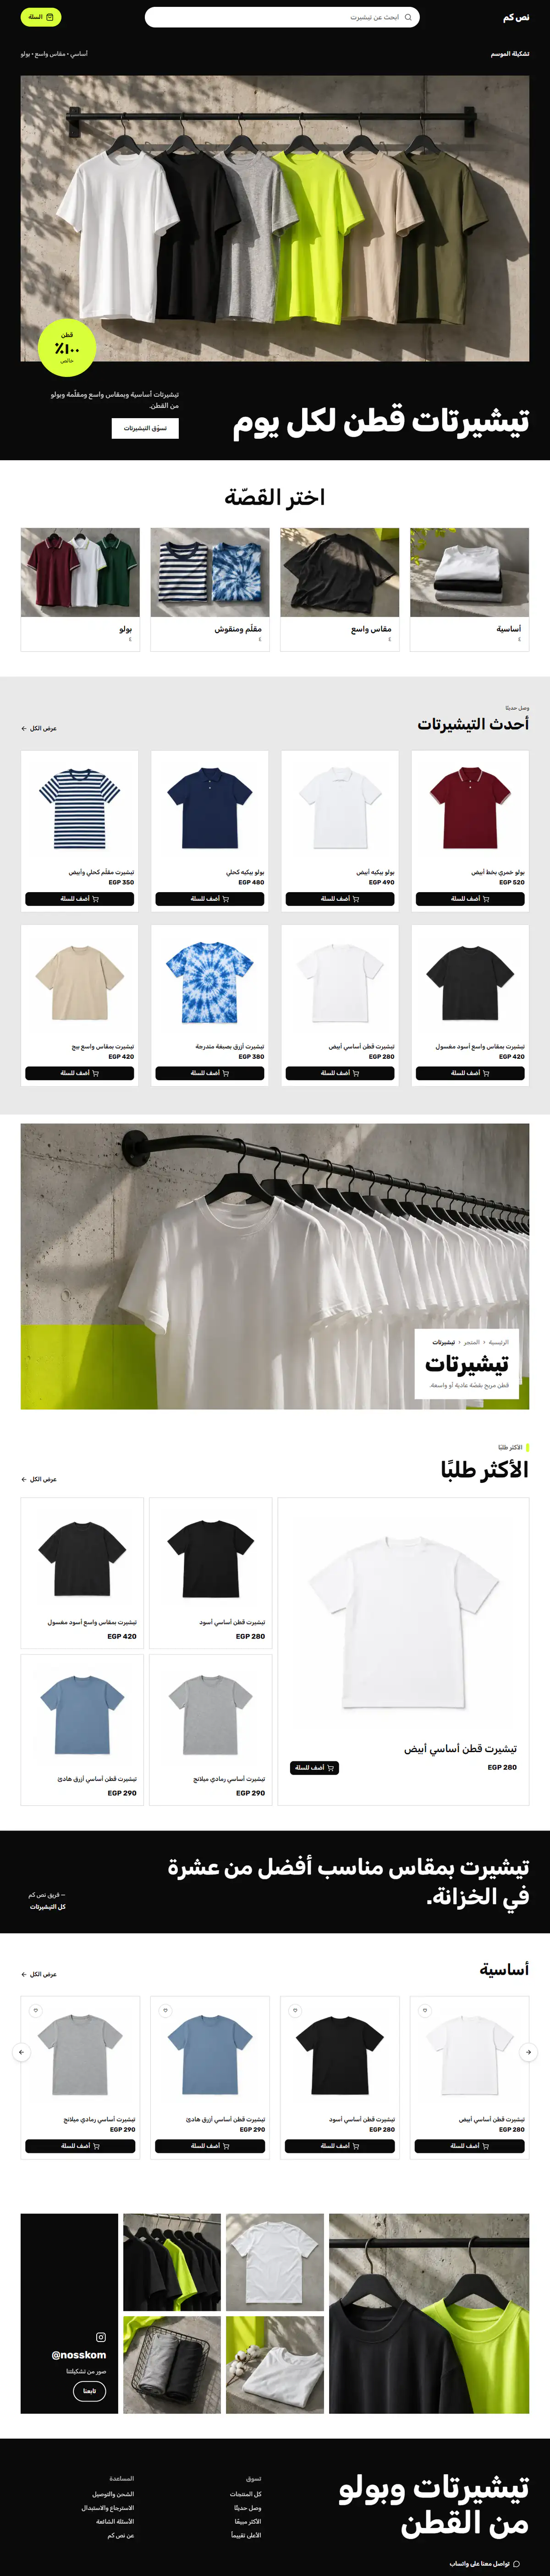 نص كم
ابحث عن تيشيرت
السلة
تشكيلة الموسم
أساسي • مقاس واسع • بولو
قطن
٪١٠٠
خالص
تيشيرتات قطن لكل يوم
تيشيرتات أساسية وبمقاس واسع ومقلّمة وبولو
من القطن.
تسوّق التيشيرتات
اختر القَصّة
أساسية
٤
مقاس واسع
٤
مقلّم ومنقوش
٤
بولو
٤
وصل حديثًا
أحدث التيشيرتات
عرض الكل
بولو خمري بخط أبيض
EGP 520
أضف للسلة
بولو بيكيه أبيض
EGP 490
أضف للسلة
بولو بيكيه كحلي
EGP 480
أضف للسلة
تيشيرت مقلّم كحلي وأبيض
EGP 350
أضف للسلة
تيشيرت بمقاس واسع أسود مغسول
EGP 420
أضف للسلة
تيشيرت قطن أساسي أبيض
EGP 280
أضف للسلة
تيشيرت أزرق بصبغة متدرجة
EGP 380
أضف للسلة
تيشيرت بمقاس واسع بيج
EGP 420
أضف للسلة
الرئيسية › المتجر › تيشيرتات
تيشيرتات
قطن مريح بقصّة عادية أو واسعة.
الأكثر طلبًا
الأكثر طلبًا
عرض الكل
تيشيرت قطن أساسي أبيض
EGP 280
أضف للسلة
تيشيرت قطن أساسي أسود
EGP 280
تيشيرت بمقاس واسع أسود مغسول
EGP 420
تيشيرت أساسي رمادي ميلانج
EGP 290
تيشيرت قطن أساسي أزرق هادئ
EGP 290
تيشيرت بمقاس مناسب أفضل من عشرة
في الخزانة.
— فريق نص كم
كل التيشيرتات
أساسية
عرض الكل
تيشيرت قطن أساسي أبيض
EGP 280
أضف للسلة
تيشيرت قطن أساسي أسود
EGP 280
أضف للسلة
تيشيرت قطن أساسي أزرق هادئ
EGP 290
أضف للسلة
تيشيرت أساسي رمادي ميلانج
EGP 290
أضف للسلة
@nosskom
صور من تشكيلتنا
تابعنا
تيشيرتات وبولو
من القطن
تواصل معنا على واتساب
تسوق
كل المنتجات
وصل حديثًا
الأكثر مبيعًا
الأعلى تقييماً
المساعدة
الشحن والتوصيل
الاسترجاع والاستبدال
الأسئلة الشائعة
عن نص كم